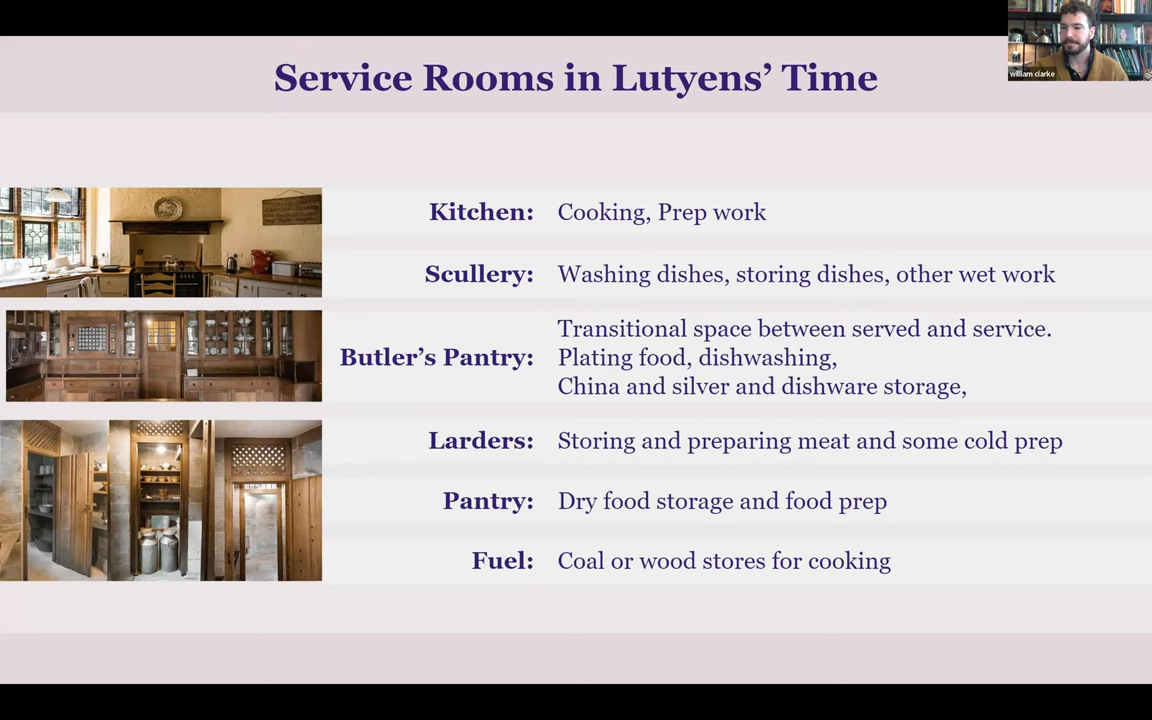 william clarke
Service Rooms in Lutyens’ Time
Kitchen: Cooking, Prep work
Scullery: Washing dishes, storing dishes, other wet work
Butler’s Pantry: Transitional space between served and service.
Plating food, dishwashing,
China and silver and dishware storage,
Larders: Storing and preparing meat and some cold prep
Pantry: Dry food storage and food prep
Fuel: Coal or wood stores for cooking